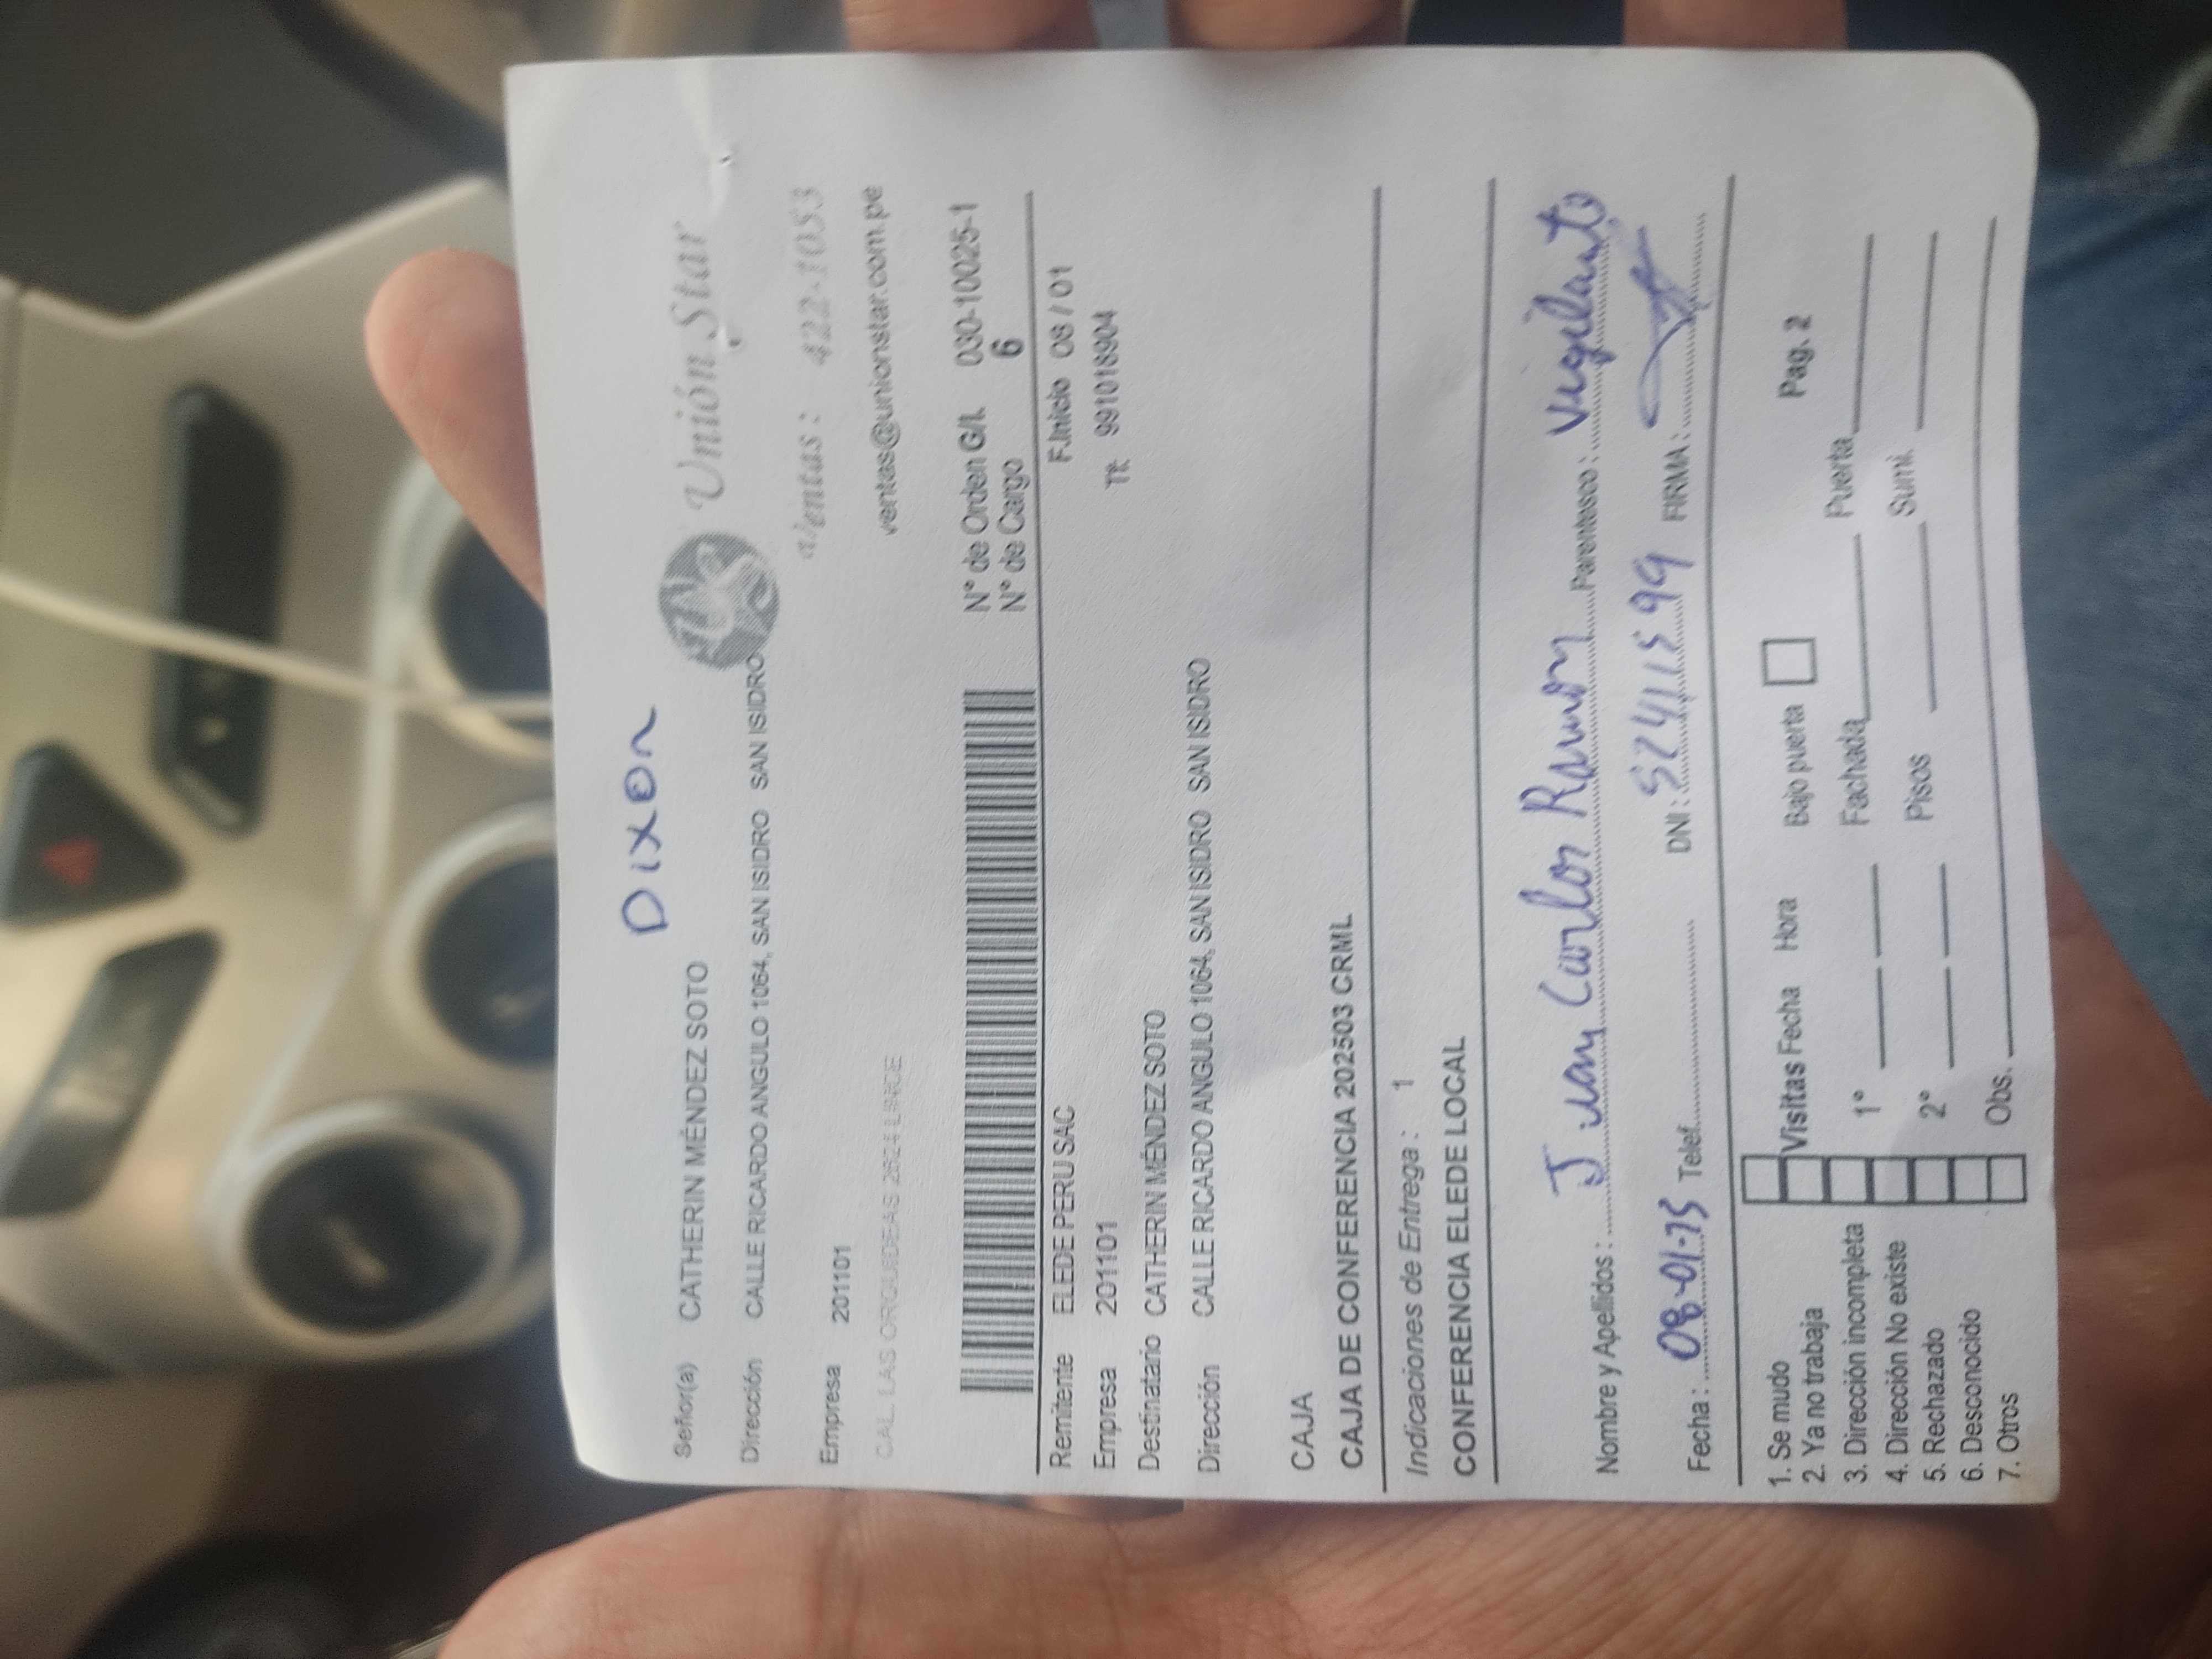 Dixon
Unión Star
Señor(a) CATHERIN MÉNDEZ SOTO
Dirección CALLE RICARDO ANGULO 1064, SAN ISIDRO SAN ISIDRO
ventas : 422-1053
Empresa 201101
ventas@unionstar.com.pe
N° de Orden G/L 030-10025-1
N° de Cargo 6
Remitente ELEDE PERU SAC F.Inicio 08 / 01
Empresa 201101 Tf: 991018904
Destinatario CATHERIN MÉNDEZ SOTO
Dirección CALLE RICARDO ANGULO 1064, SAN ISIDRO SAN ISIDRO
CAJA
CAJA DE CONFERENCIA 202503 CRML
Indicaciones de Entrega : 1
CONFERENCIA ELEDE LOCAL
Nombre y Apellidos : Juan Carlos Ramon Parentesco : Vigilante
Fecha : 08-01- Telef. DNI : FIRMA :
1. Se mudo Visitas Fecha Hora Bajo puerta Pag. 2
2. Ya no trabaja
3. Dirección incompleta 1° Fachada Puerta
4. Dirección No existe
5. Rechazado 2° Pisos Sumi.
6. Desconocido
7. Otros Obs.